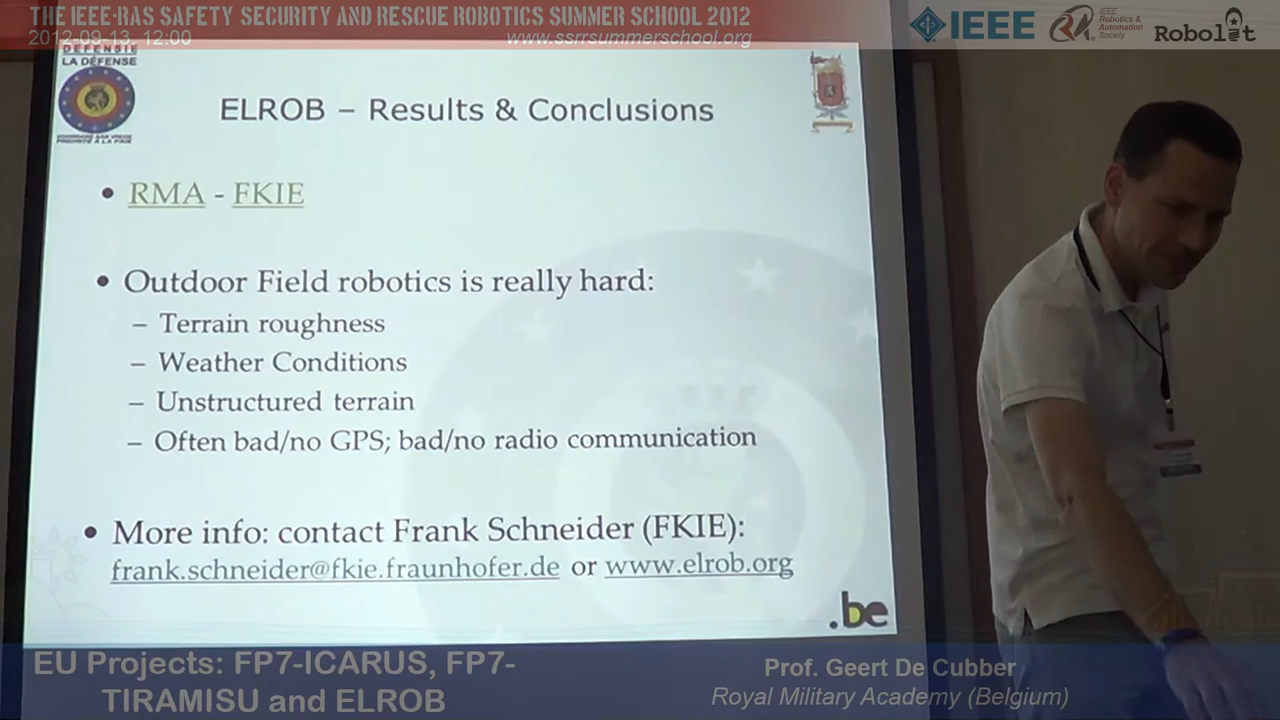 THE IEEE-RAS SAFETY SECURITY AND RESCUE ROBOTICS SUMMER SCHOOL 2012
2012-09-13, 12:00
www.ssrrsummerschool.org
IEEE
IEEE
Robotics &
Automation
Society
DEFENSIE
LA DÉFENSE
ELROB – Results & Conclusions
• RMA - FKIE
• Outdoor Field robotics is really hard:
– Terrain roughness
– Weather Conditions
– Unstructured terrain
– Often bad/no GPS; bad/no radio communication
• More info: contact Frank Schneider (FKIE):
frank.schneider@fkie.fraunhofer.de or www.elrob.org
.be
EU Projects: FP7-ICARUS, FP7-
TIRAMISU and ELROB
Prof. Geert De Cubber
Royal Military Academy (Belgium)